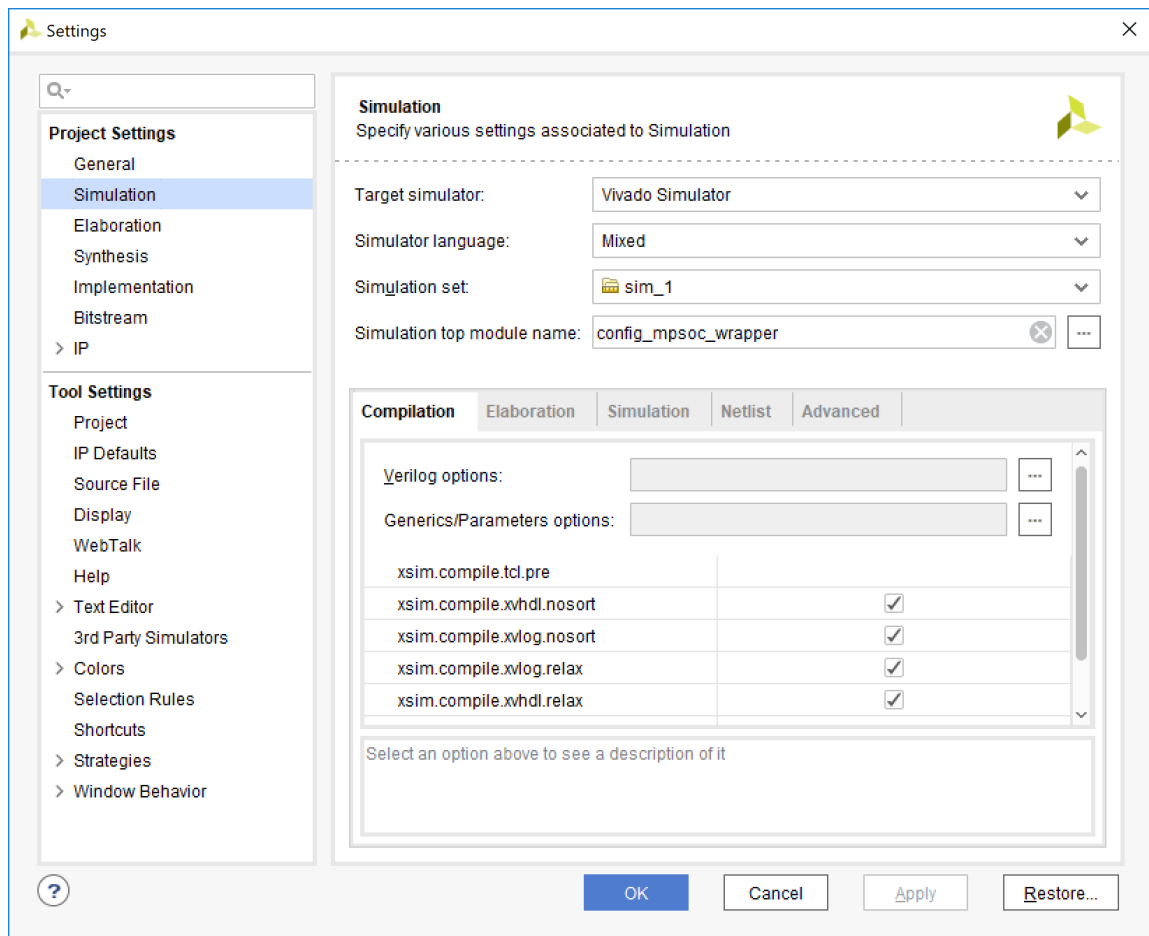 Settings
Project Settings
General
Simulation
Elaboration
Synthesis
Implementation
Bitstream
IP
Tool Settings
Project
IP Defaults
Source File
Display
WebTalk
Help
Text Editor
3rd Party Simulators
Colors
Selection Rules
Shortcuts
Strategies
Window Behavior
Simulation
Specify various settings associated to Simulation
Target simulator: Vivado Simulator
Simulator language: Mixed
Simulation set: sim_1
Simulation top module name: config_mpsoc_wrapper ...
Compilation Elaboration Simulation Netlist Advanced
Verilog options: ...
Generics/Parameters options: ...
xsim.compile.tcl.pre
xsim.compile.xvhdl.nosort
xsim.compile.xvlog.nosort
xsim.compile.xvlog.relax
xsim.compile.xvhdl.relax
Select an option above to see a description of it
? OK Cancel Apply Restore...